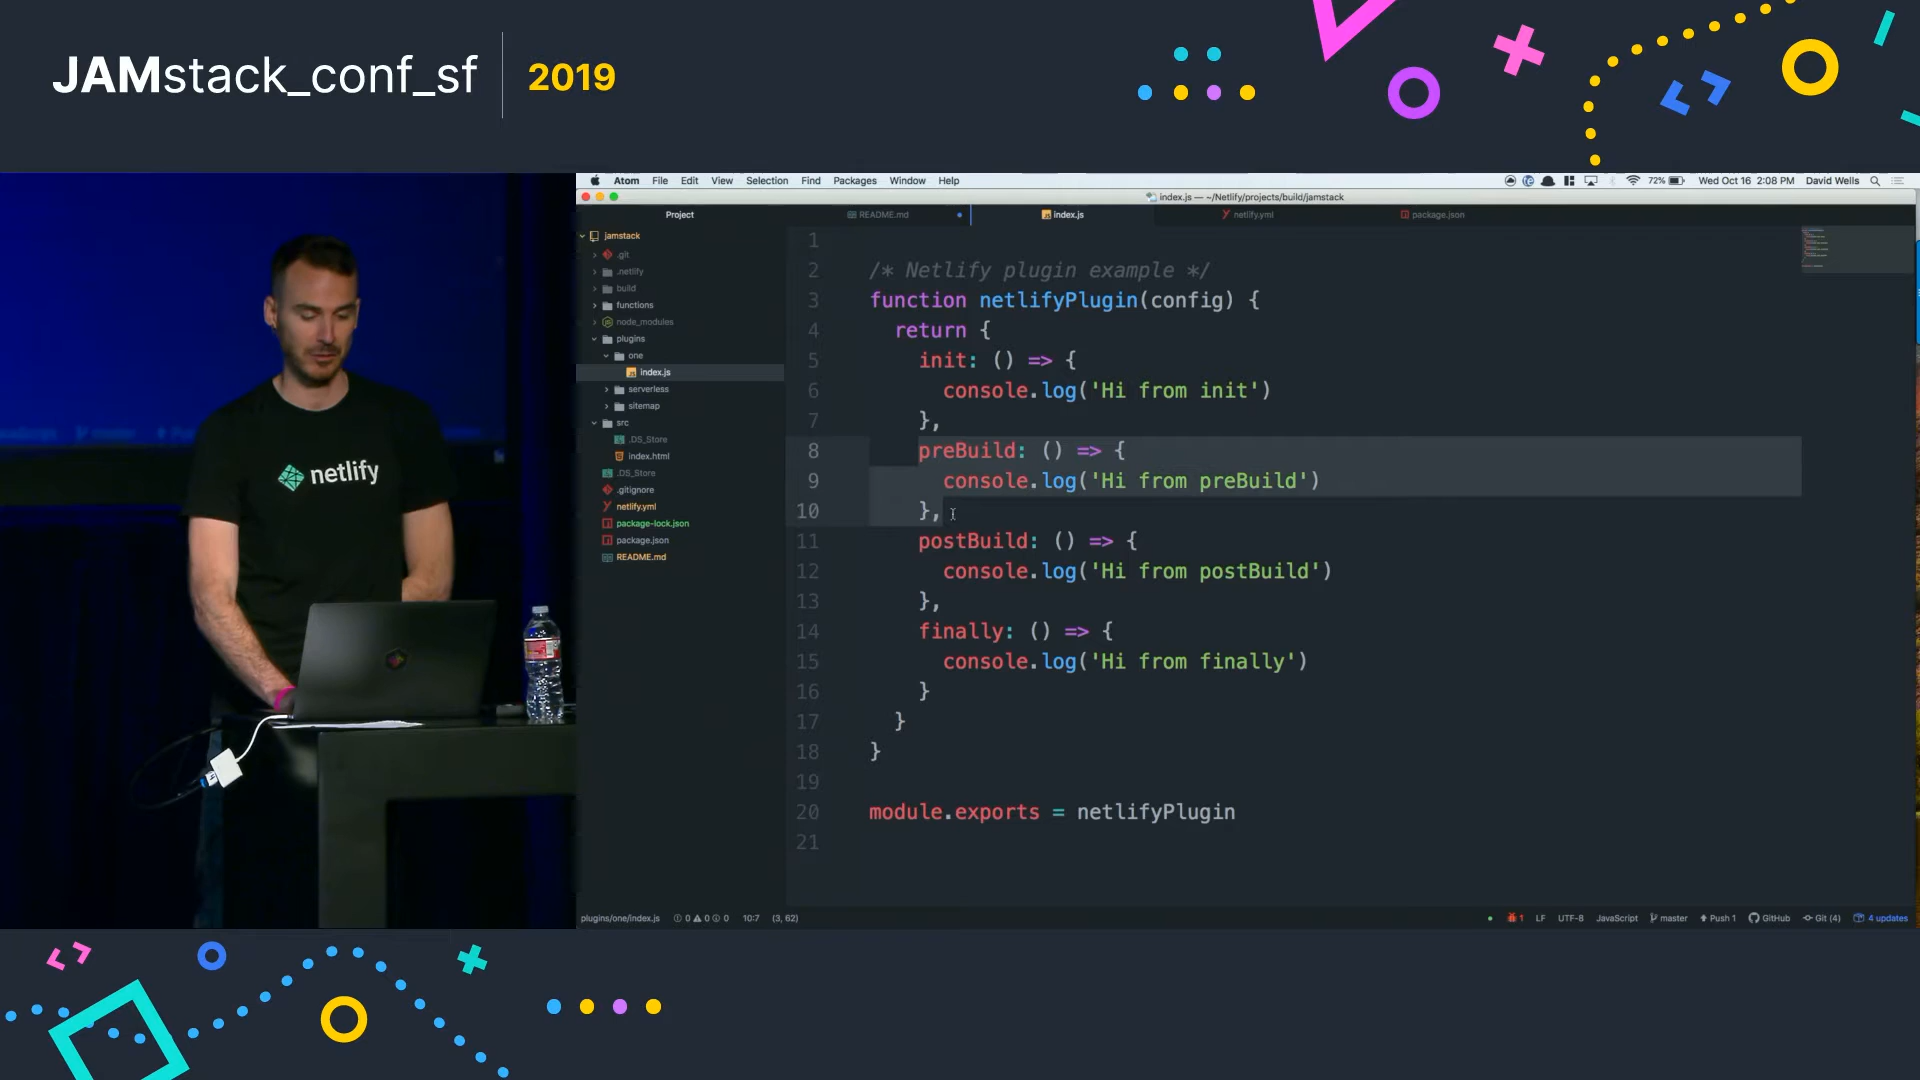 JAMstack_conf_sf
2019
netlify
Atom File Edit View Selection Find Packages Window Help
72% Wed Oct 16 2:08 PM David Wells
index.js — ~/Netlify/projects/build/jamstack
Project
README.md
index.js
netlify.yml
package.json
jamstack
.git
.netlify
build
functions
node_modules
plugins
one
index.js
serverless
sitemap
src
.DS_Store
index.html
.DS_Store
.gitignore
netlify.yml
package-lock.json
package.json
README.md
1
2 /* Netlify plugin example */
3 function netlifyPlugin(config) {
4 return {
5 init: () => {
6 console.log('Hi from init')
7 },
8 preBuild: () => {
9 console.log('Hi from preBuild')
10 },
11 postBuild: () => {
12 console.log('Hi from postBuild')
13 },
14 finally: () => {
15 console.log('Hi from finally')
16 }
17 }
18 }
19
20 module.exports = netlifyPlugin
21
plugins/one/index.js 0 0 0 10:7 (3, 62)
1 LF UTF-8 JavaScript master Push 1 GitHub Git (4) 4 updates